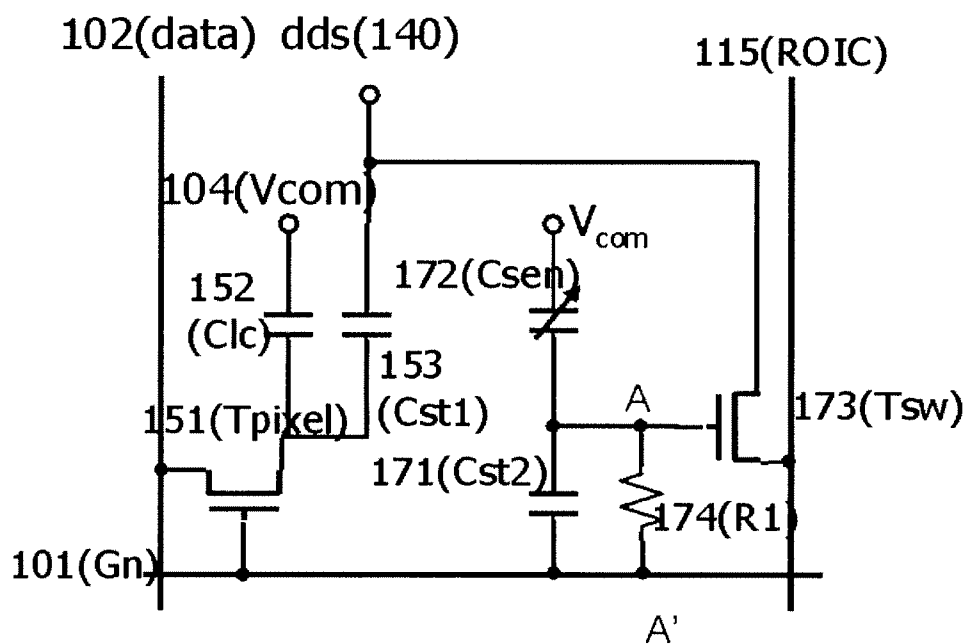 102(data) dds(140)
115(ROIC)
104(Vcom)
Vcom
172(Csen)
152
(Clc)
153
(Cst1)
151(Tpixel)
A
173(Tsw)
171(Cst2)
174(R1)
101(Gn)
A'